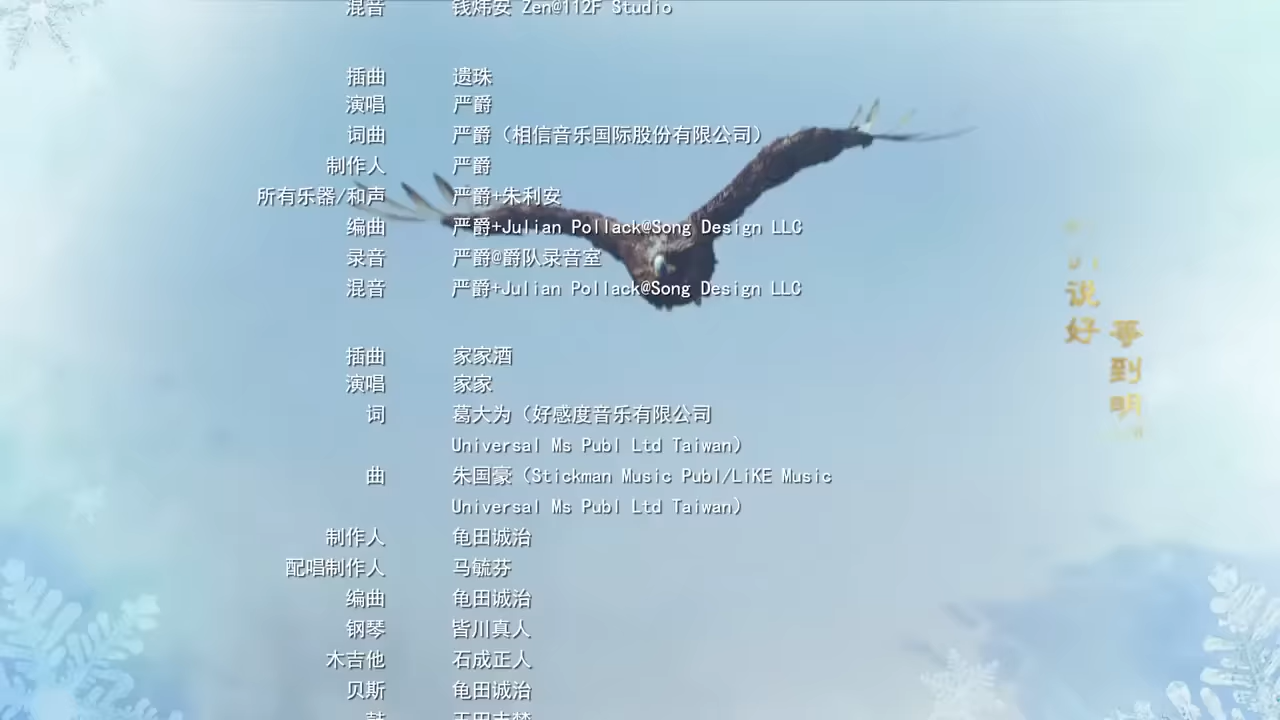 混音 钱炜安 Zen@112F Studio
插曲 遗珠
演唱 严爵
词曲 严爵（相信音乐国际股份有限公司）
制作人 严爵
所有乐器/和声 严爵+朱利安
编曲 严爵+Julian Pollack@Song Design LLC
录音 严爵@爵队录音室
混音 严爵+Julian Pollack@Song Design LLC
插曲 家家酒
演唱 家家
词 葛大为（好感度音乐有限公司
Universal Ms Publ Ltd Taiwan）
曲 朱国豪（Stickman Music Publ/LiKE Music
Universal Ms Publ Ltd Taiwan）
制作人 龟田诚治
配唱制作人 马毓芬
编曲 龟田诚治
钢琴 皆川真人
木吉他 石成正人
贝斯 龟田诚治
说好
等到明